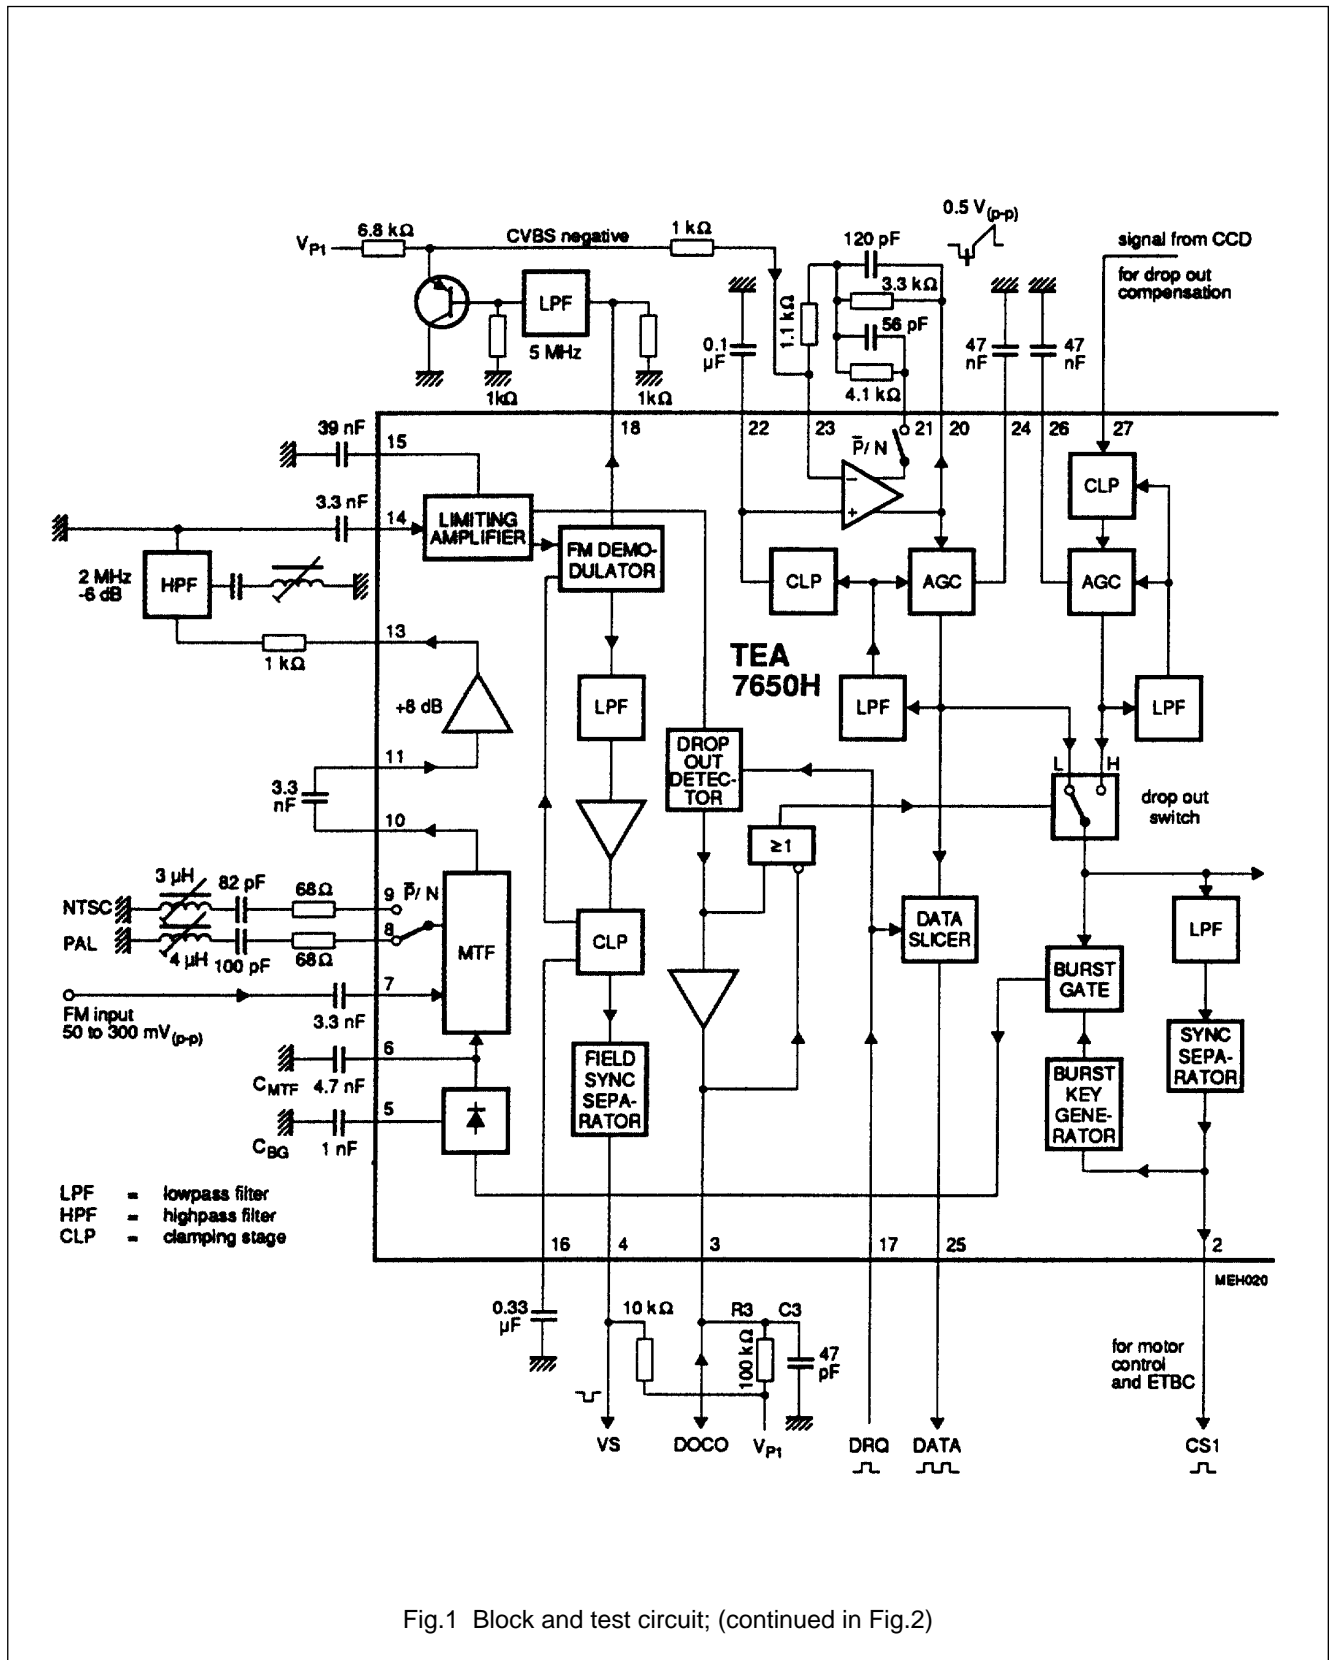 0.5 V(p-p)
6.8 kΩ
1 kΩ
120 pF
signal from CCD
VP1
CVBS negative
for drop out
compensation
3.3 kΩ
LPF
1.1 kΩ
56 pF
5 MHz
0.1
µF
47
nF
47
nF
1kΩ
1kΩ
4.1 kΩ
39 nF
15
18
22
23
P̅/ N
21
20
24
26
27
CLP
3.3 nF
14
LIMITING
AMPLIFIER
−
+
FM DEMO-
DULATOR
2 MHz
-6 dB
HPF
CLP
AGC
AGC
13
1 kΩ
TEA
7650H
+8 dB
LPF
LPF
LPF
DROP
OUT
DETEC-
TOR
11
3.3
nF
L
H
drop out
switch
10
≥1
3 µH
82 pF
68Ω
9
P̅/ N
NTSC
PAL
8
4 µH
100 pF
68Ω
MTF
CLP
DATA
SLICER
LPF
7
BURST
GATE
FM input
50 to 300 mV(p-p)
3.3 nF
6
FIELD
SYNC
SEPA-
RATOR
SYNC
SEPA-
RATOR
CMTF
4.7 nF
BURST
KEY
GENE-
RATOR
5
CBG
1 nF
LPF = lowpass filter
HPF = highpass filter
CLP = clamping stage
16
4
3
17
25
2
MEH020
0.33
µF
10 kΩ
R3
C3
100 kΩ
47
pF
for motor
control
and ETBC
VS
DOCO
VP1
DRQ
DATA
CS1
Fig.1 Block and test circuit; (continued in Fig.2)